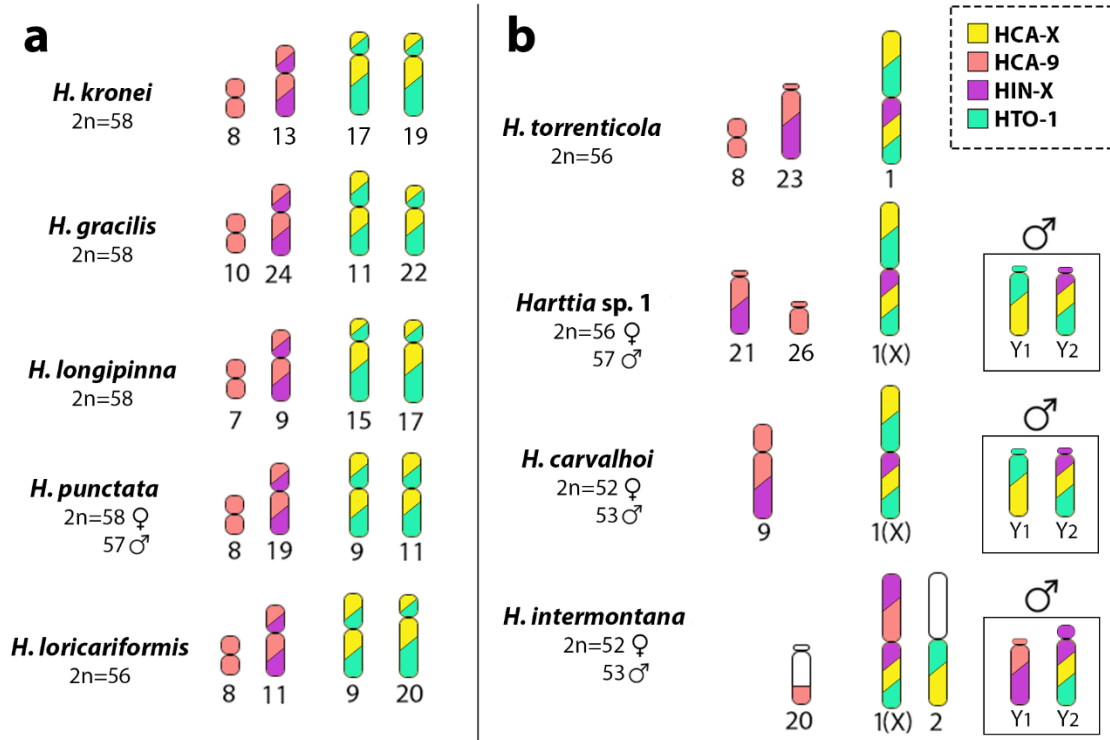 a
H. kronei
2n=58
8 13 17 19
H. gracilis
2n=58
10 24 11 22
H. longipinna
2n=58
7 9 15 17
H. punctata
2n=58 ♀
57 ♂
8 19 9 11
H. loricariformis
2n=56
8 11 9 20
b
HCA-X
HCA-9
HIN-X
HTO-1
H. torrenticola
2n=56
8 23 1
Harttia sp. 1
2n=56 ♀
57 ♂
21 26 1(X)
♂
Y1 Y2
H. carvalhoi
2n=52 ♀
53 ♂
9 1(X)
♂
Y1 Y2
H. intermontana
2n=52 ♀
53 ♂
20 1(X) 2
♂
Y1 Y2